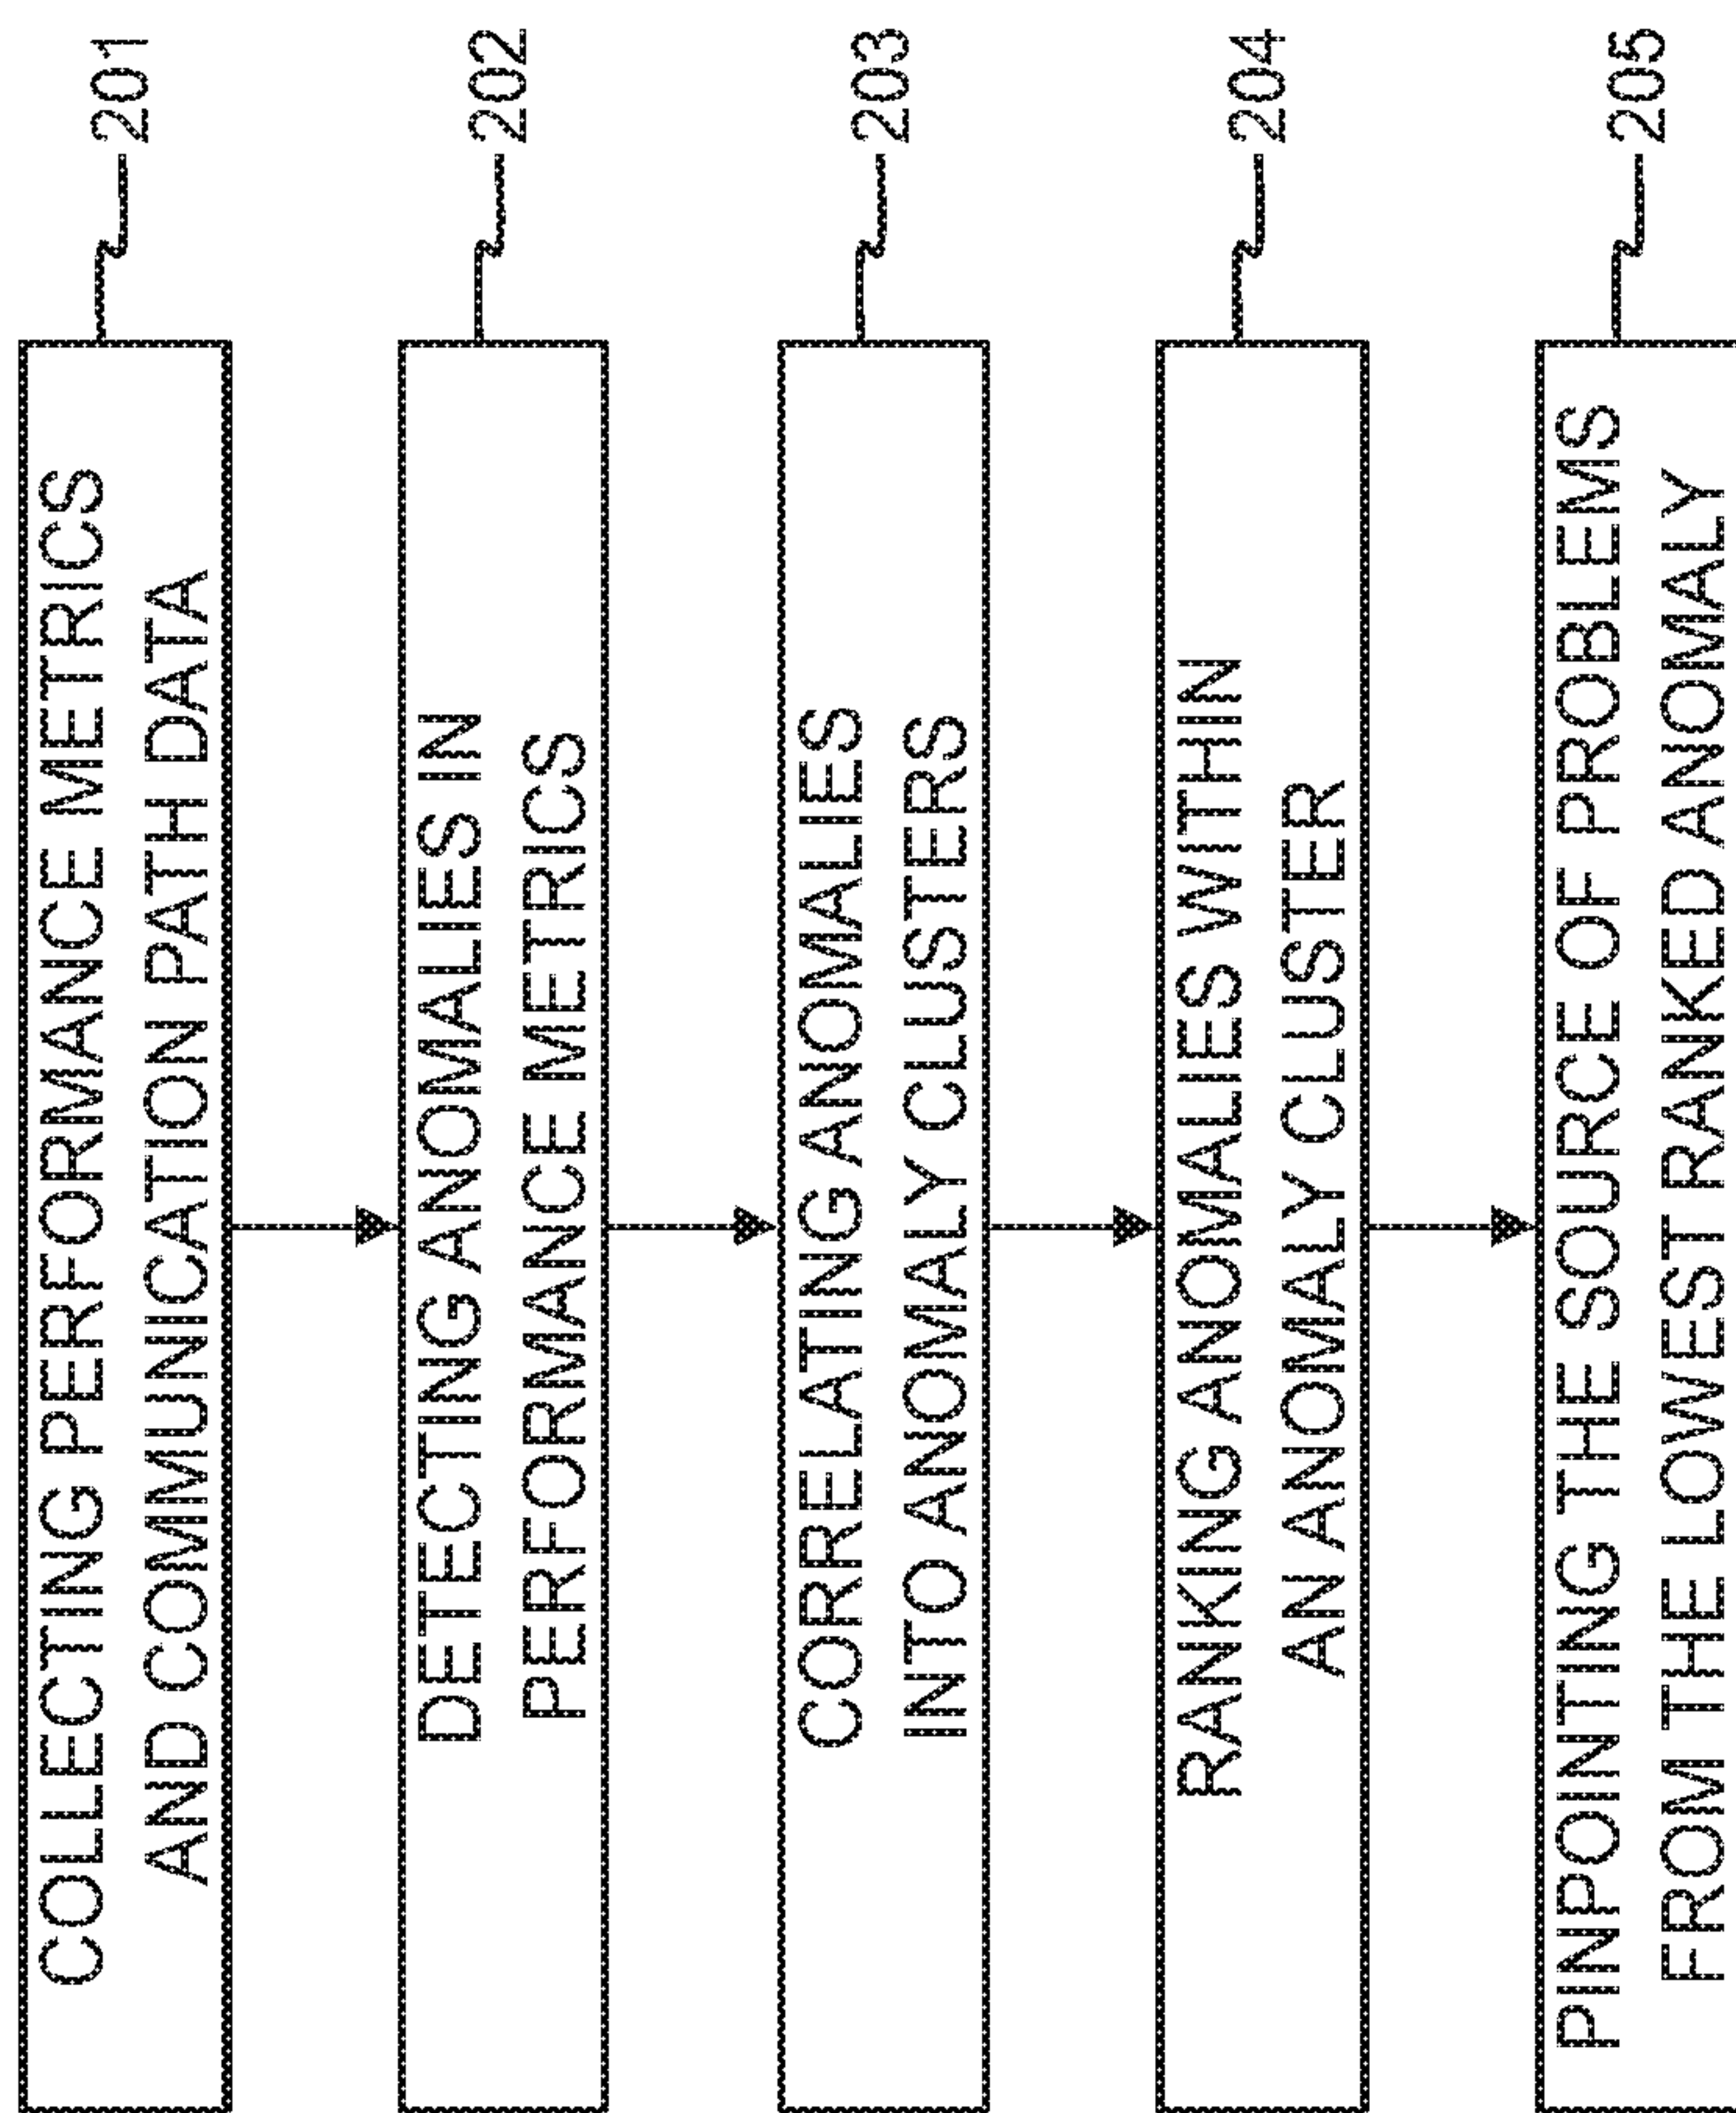 COLLECTING PERFORMANCE METRICS
AND COMMUNICATION PATH DATA
201
DETECTING ANOMALIES IN
PERFORMANCE METRICS
202
CORRELATING ANOMALIES
INTO ANOMALY CLUSTERS
203
RANKING ANOMALIES WITHIN
AN ANOMALY CLUSTER
204
PINPOINTING THE SOURCE OF PROBLEMS
FROM THE LOWEST RANKED ANOMALY
205